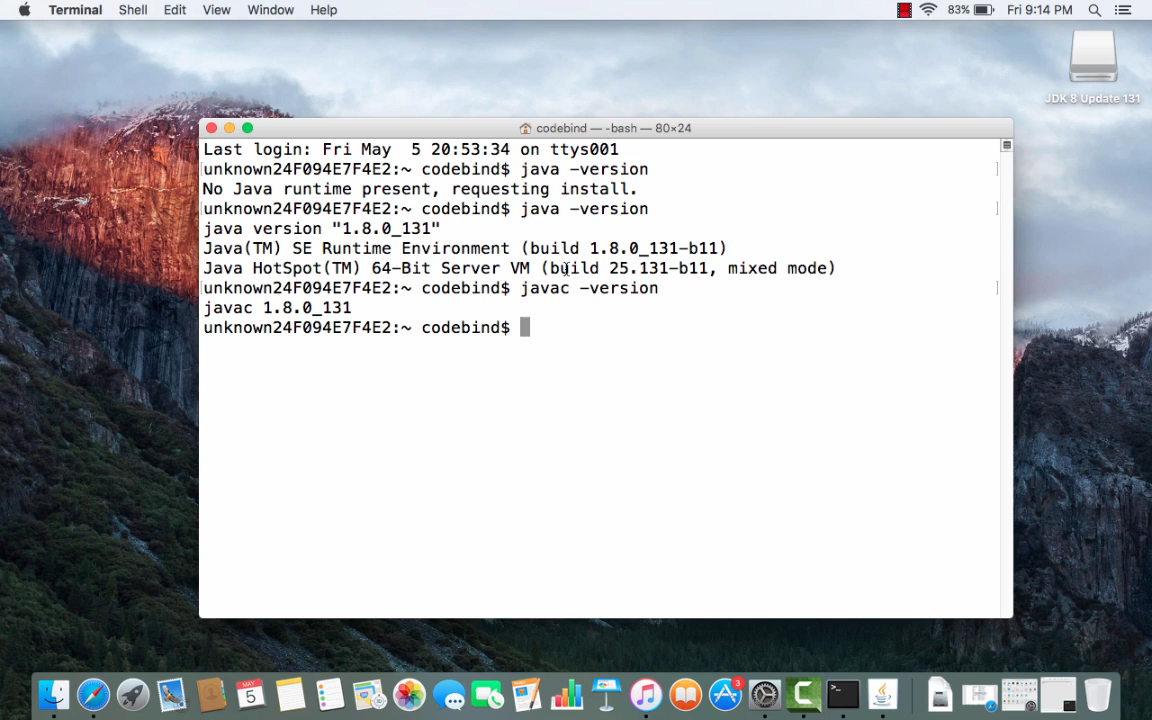 Terminal Shell Edit View Window Help 83% Fri 9:14 PM
JDK 8 Update 131
codebind — -bash — 80×24
Last login: Fri May  5 20:53:34 on ttys001
unknown24F094E7F4E2:~ codebind$ java -version
No Java runtime present, requesting install.
unknown24F094E7F4E2:~ codebind$ java -version
java version "1.8.0_131"
Java(TM) SE Runtime Environment (build 1.8.0_131-b11)
Java HotSpot(TM) 64-Bit Server VM (build 25.131-b11, mixed mode)
unknown24F094E7F4E2:~ codebind$ javac -version
javac 1.8.0_131
unknown24F094E7F4E2:~ codebind$
MAY
5
3